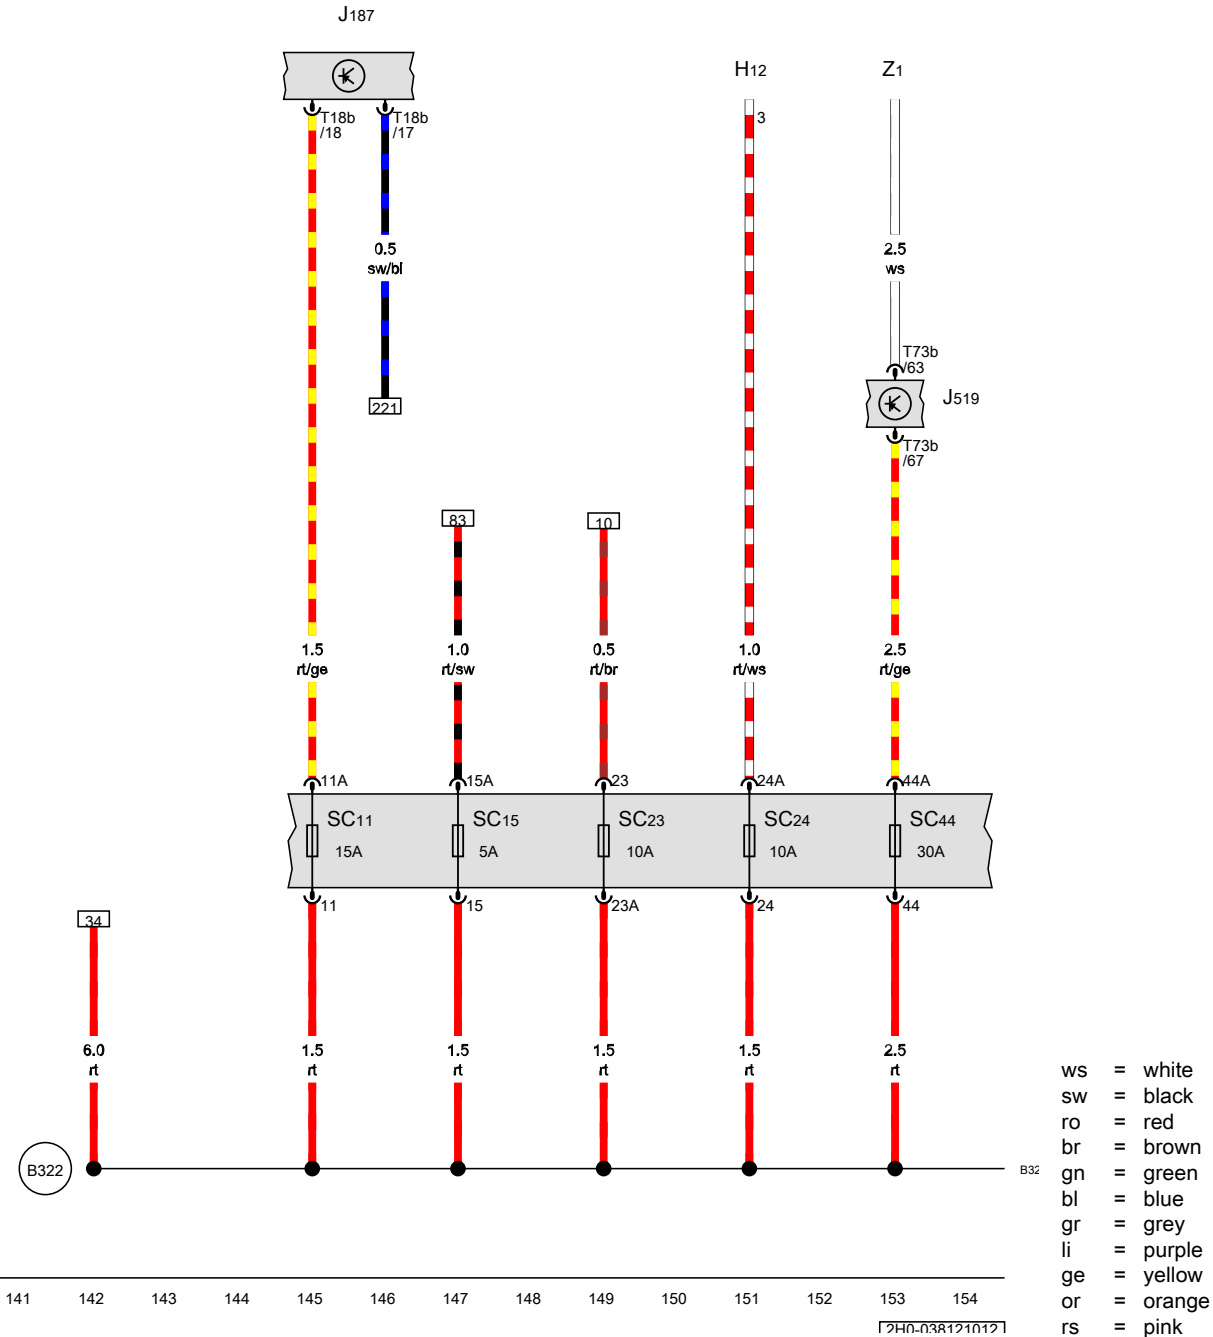 J187
H12
Z1
T18b
/18
T18b
/17
3
0.5
sw/bl
2.5
ws
T73b
/63
J519
221
T73b
/67
83
10
1.5
rt/ge
1.0
rt/sw
0.5
rt/br
1.0
rt/ws
2.5
rt/ge
11A
15A
23
24A
44A
SC11
15A
SC15
5A
SC23
10A
SC24
10A
SC44
30A
11
15
23A
24
44
34
6.0
rt
1.5
rt
1.5
rt
1.5
rt
1.5
rt
2.5
rt
B322
B32
ws = white
sw = black
ro = red
br = brown
gn = green
bl = blue
gr = grey
li = purple
ge = yellow
or = orange
rs = pink
141 142 143 144 145 146 147 148 149 150 151 152 153 154
2H0-038121012